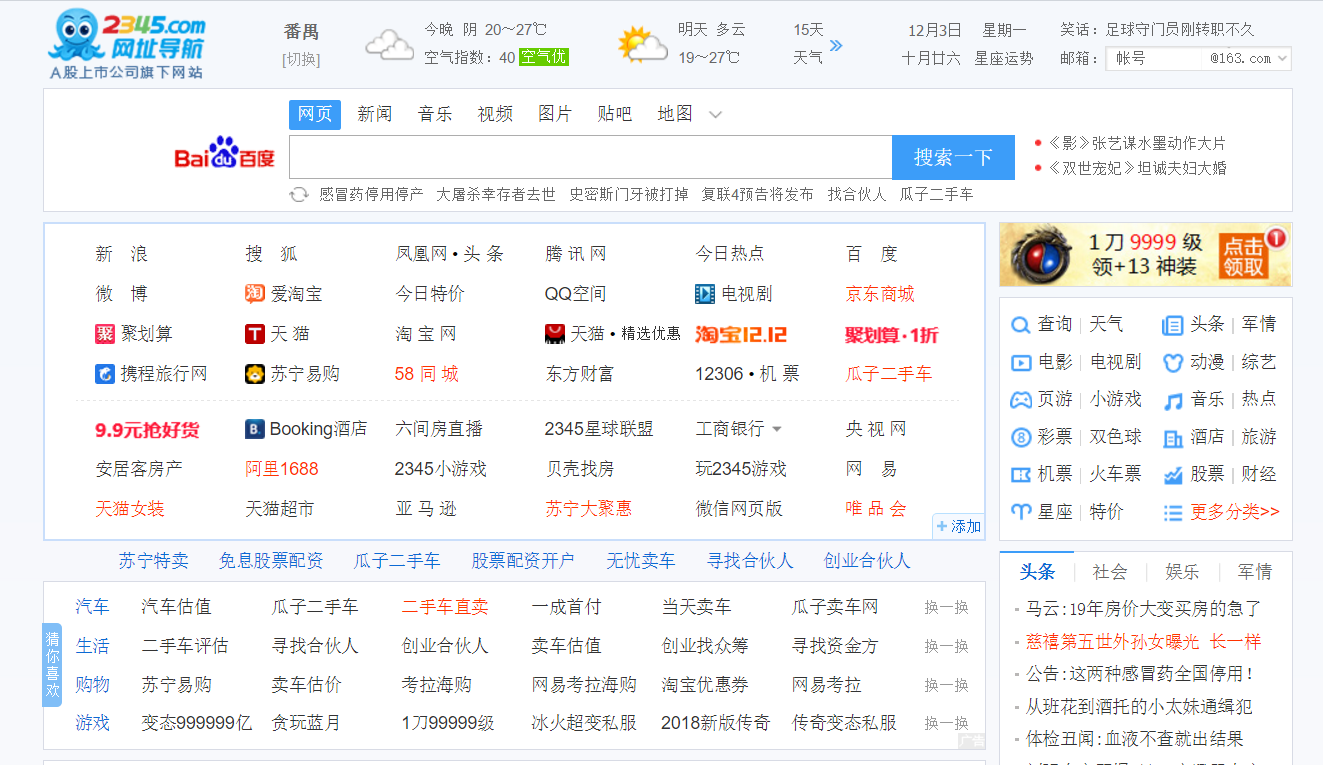 2345.com
网址导航
A股上市公司旗下网站
番禺
[切换]
今晚 阴 20～27℃
空气指数：40 空气优
明天 多云
19～27℃
15天
天气
12月3日 星期一
十月廿六 星座运势
笑话：足球守门员刚转职不久
邮箱： 帐号 @163.com
网页 新闻 音乐 视频 图片 贴吧 地图
Bai du 百度
搜索一下
《影》张艺谋水墨动作大片
《双世宠妃》坦诚夫妇大婚
感冒药停用停产 大屠杀幸存者去世 史密斯门牙被打掉 复联4预告将发布 找合伙人 瓜子二手车
新 浪 搜 狐 凤凰网•头 条 腾 讯 网 今日热点 百 度
微 博 淘 爱淘宝 今日特价 QQ空间 电视剧 京东商城
聚 聚划算 T 天 猫 淘 宝 网 天猫•精选优惠 淘宝12.12 聚划算·1折
携程旅行网 苏宁易购 58 同 城 东方财富 12306•机 票 瓜子二手车
9.9元抢好货 B. Booking酒店 六间房直播 2345星球联盟 工商银行 央 视 网
安居客房产 阿里1688 2345小游戏 贝壳找房 玩2345游戏 网 易
天猫女装 天猫超市 亚 马 逊 苏宁大聚惠 微信网页版 唯 品 会
+ 添加
1刀 9999 级
领+13 神装
点击
领取
1
查询 | 天气 头条 | 军情
电影 | 电视剧 动漫 | 综艺
页游 | 小游戏 音乐 | 热点
8 彩票 | 双色球 酒店 | 旅游
机票 | 火车票 股票 | 财经
星座 | 特价 更多分类>>
苏宁特卖 免息股票配资 瓜子二手车 股票配资开户 无忧卖车 寻找合伙人 创业合伙人
猜你喜欢
汽车 汽车估值 瓜子二手车 二手车直卖 一成首付 当天卖车 瓜子卖车网 换一换
生活 二手车评估 寻找合伙人 创业合伙人 卖车估值 创业找众筹 寻找资金方 换一换
购物 苏宁易购 卖车估价 考拉海购 网易考拉海购 淘宝优惠券 网易考拉 换一换
游戏 变态999999亿 贪玩蓝月 1刀99999级 冰火超变私服 2018新版传奇 传奇变态私服 换一换
广告
头条 社会 娱乐 军情
马云:19年房价大变买房的急了
慈禧第五世外孙女曝光 长一样
公告:这两种感冒药全国停用！
从班花到酒托的小太妹通缉犯
体检丑闻:血液不查就出结果